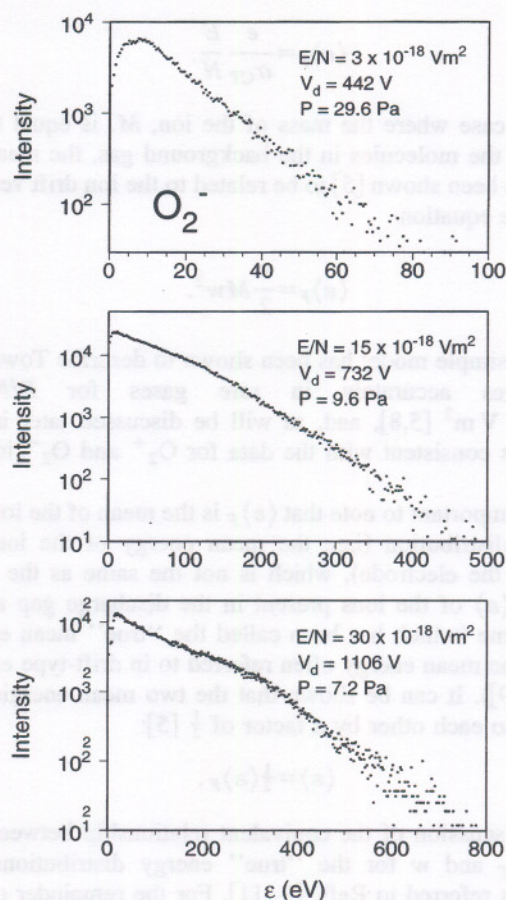 10⁴
E/N = 3 x 10⁻¹⁸ Vm²
V_d = 442 V
P = 29.6 Pa
Intensity
10³
10²
O₂⁻
0 20 40 60 80 100
E/N = 15 x 10⁻¹⁸ Vm²
V_d = 732 V
P = 9.6 Pa
Intensity
10⁴
10³
10²
10¹
0 100 200 300 400 500
10⁴
E/N = 30 x 10⁻¹⁸ Vm²
V_d = 1106 V
P = 7.2 Pa
Intensity
10³
10²
10²
0 200 400 600 800
ε (eV)